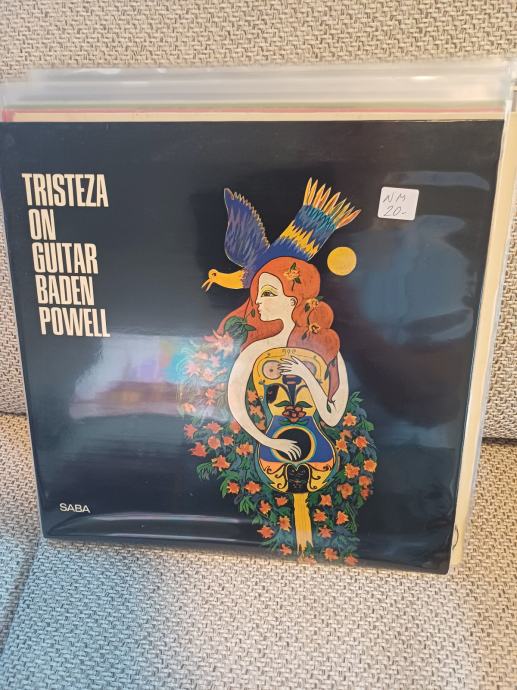 TRISTEZA
ON
GUITAR
BADEN
POWELL
NM
20-
SABA